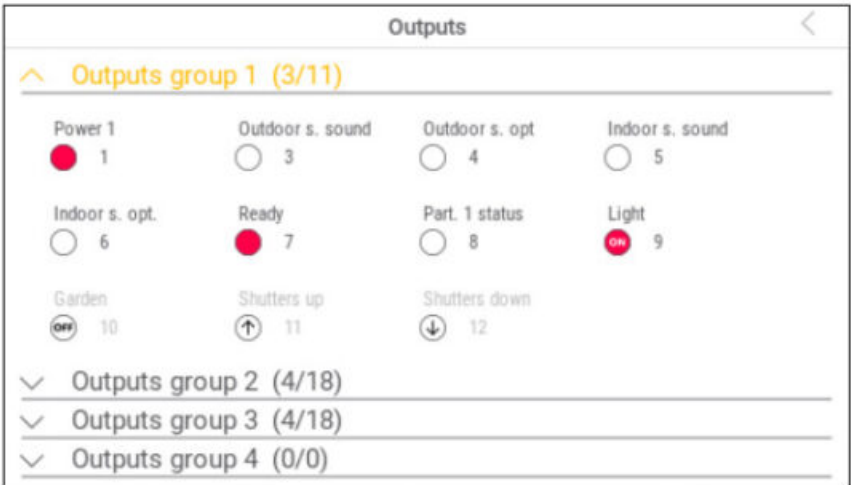 Outputs
Outputs group 1 (3/11)
Power 1 Outdoor s. sound Outdoor s. opt Indoor s. sound
1 3 4 5
Indoor s. opt. Ready Part. 1 status Light
6 7 8 ON 9
Garden Shutters up Shutters down
OFF 10 11 12
Outputs group 2 (4/18)
Outputs group 3 (4/18)
Outputs group 4 (0/0)